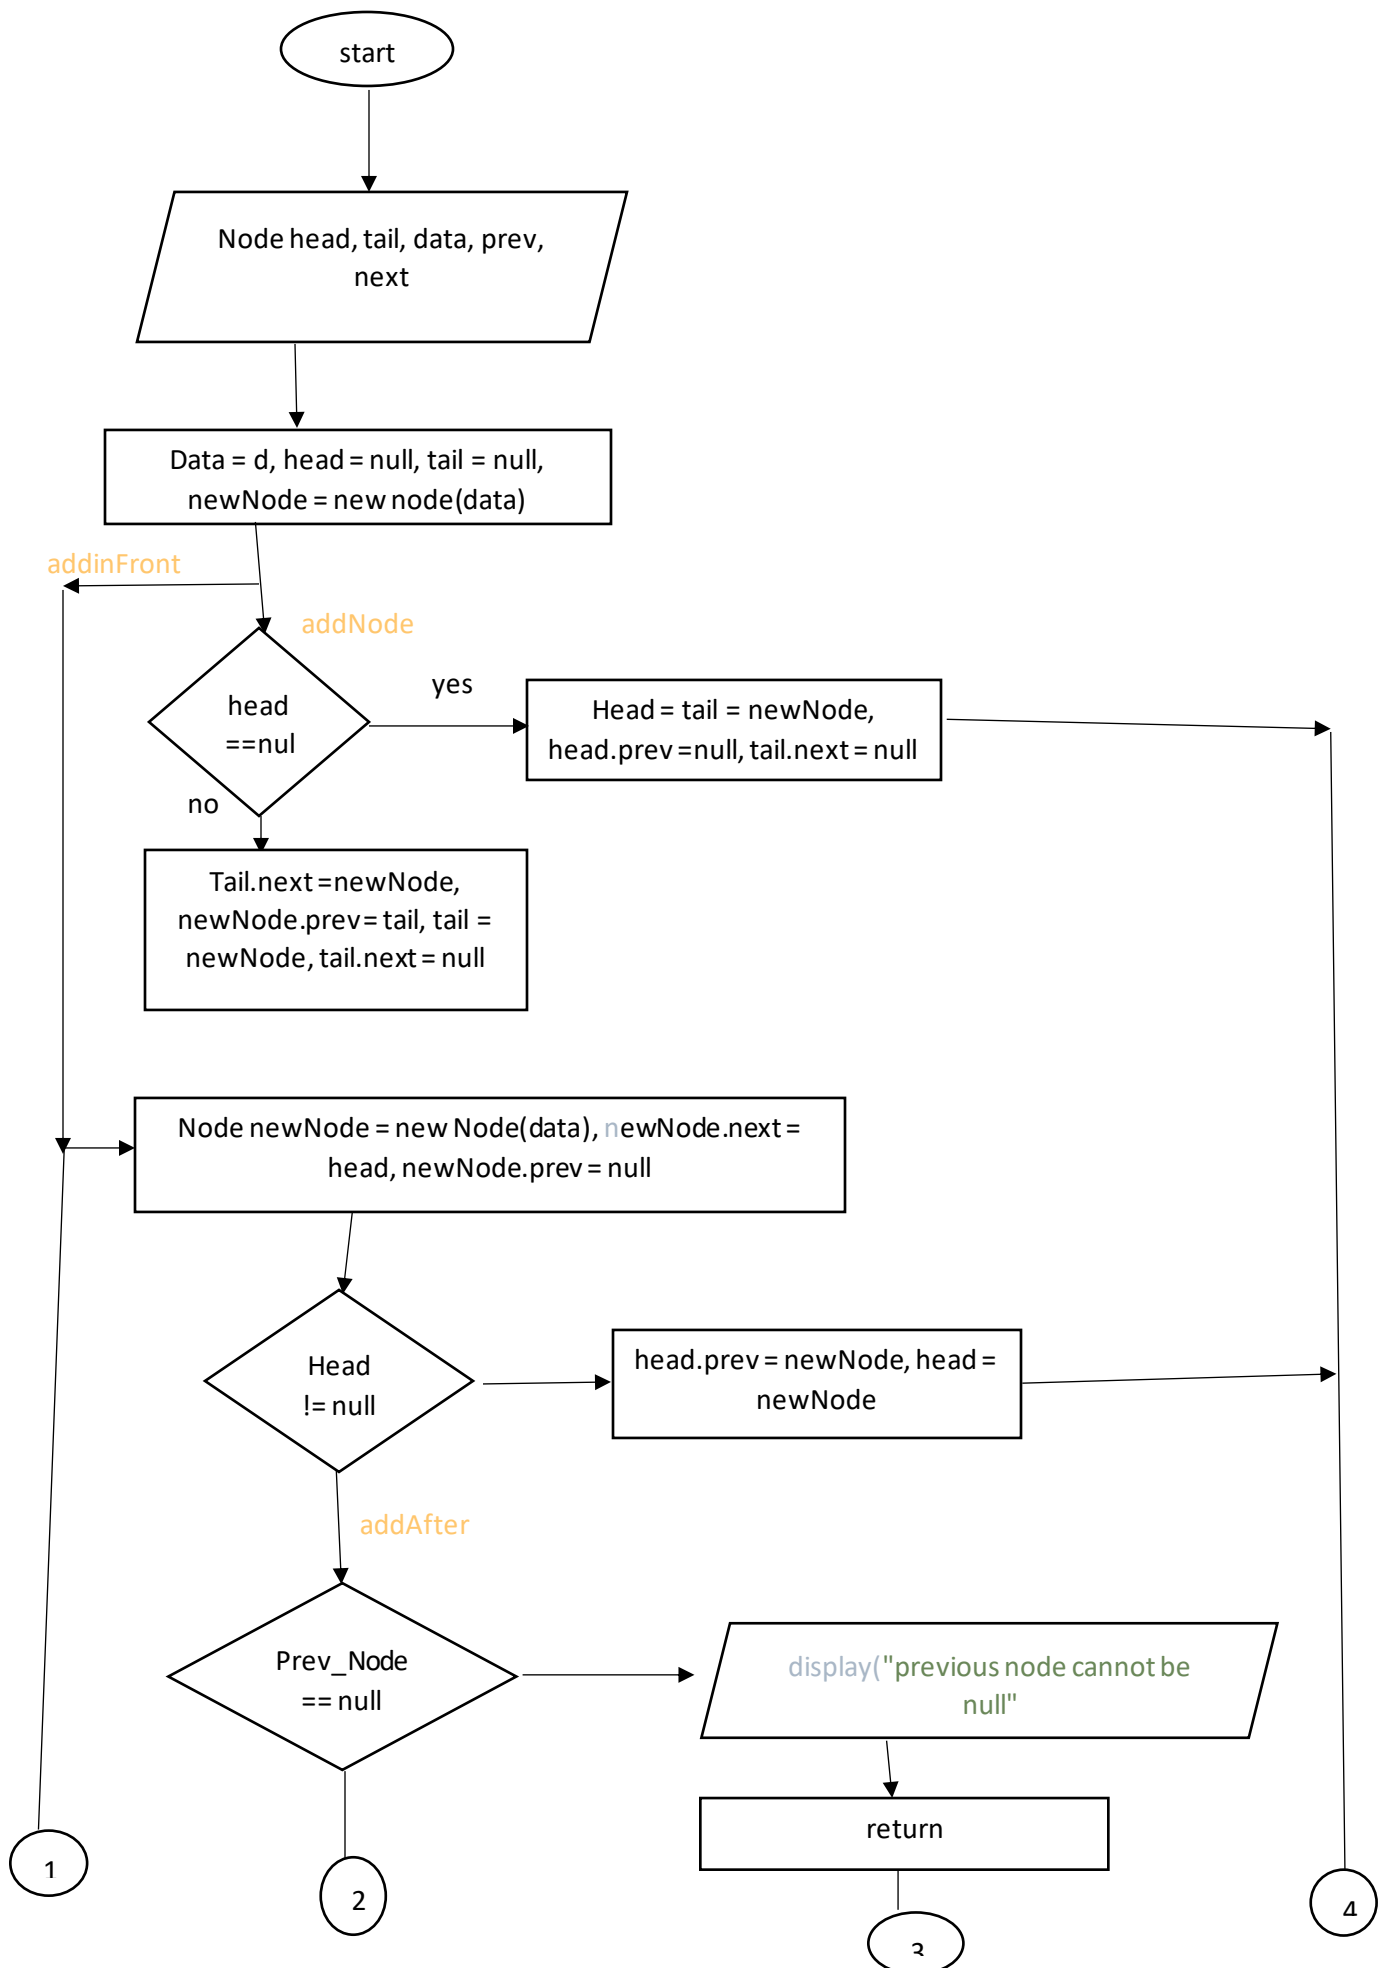 start
Node head, tail, data, prev,
next
Data = d, head = null, tail = null,
newNode = new node(data)
addinFront
addNode
head
==nul
yes
Head = tail = newNode,
head.prev =null, tail.next = null
no
Tail.next =newNode,
newNode.prev= tail, tail =
newNode, tail.next = null
Node newNode = new Node(data), newNode.next =
head, newNode.prev = null
Head
!= null
head.prev = newNode, head =
newNode
addAfter
Prev_Node
== null
display("previous node cannot be
null"
return
1
2
3
4